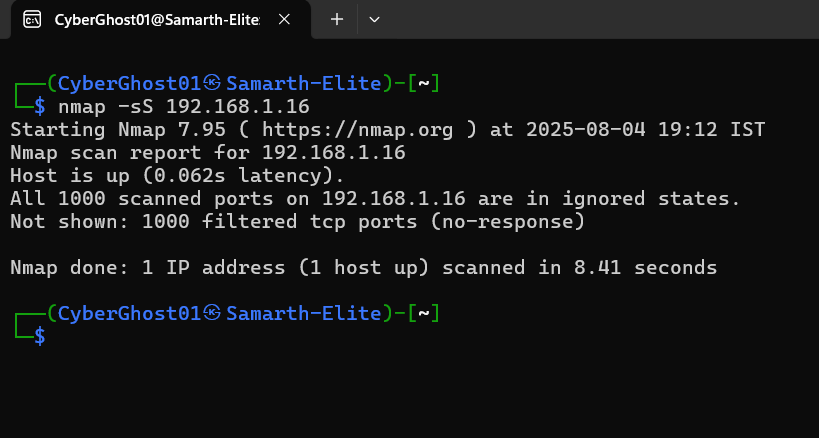 CyberGhost01@Samarth-Elite:
┌──(CyberGhost01㉿Samarth-Elite)-[~]
└─$ nmap -sS 192.168.1.16
Starting Nmap 7.95 ( https://nmap.org ) at 2025-08-04 19:12 IST
Nmap scan report for 192.168.1.16
Host is up (0.062s latency).
All 1000 scanned ports on 192.168.1.16 are in ignored states.
Not shown: 1000 filtered tcp ports (no-response)
Nmap done: 1 IP address (1 host up) scanned in 8.41 seconds
┌──(CyberGhost01㉿Samarth-Elite)-[~]
└─$